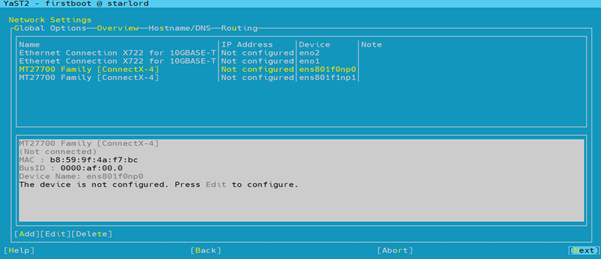 YaST2 - firstboot @ starlord
Network Settings
Global Options—Overview—Hostname/DNS—Routing
Name |IP Address |Device |Note
Ethernet Connection X722 for 10GBASE-T|Not configured|eno2
Ethernet Connection X722 for 10GBASE-T|Not configured|eno1
MT27700 Family [ConnectX-4] |Not configured|ens801f0np0|
MT27700 Family [ConnectX-4] |Not configured|ens801f1np1|
MT27700 Family [ConnectX-4]
(Not connected)
MAC : b8:59:9f:4a:f7:bc
BusID : 0000:af:00.0
Device Name: ens801f0np0
The device is not configured. Press Edit to configure.
[Add][Edit][Delete]
[Help] [Back] [Abort] [Next]